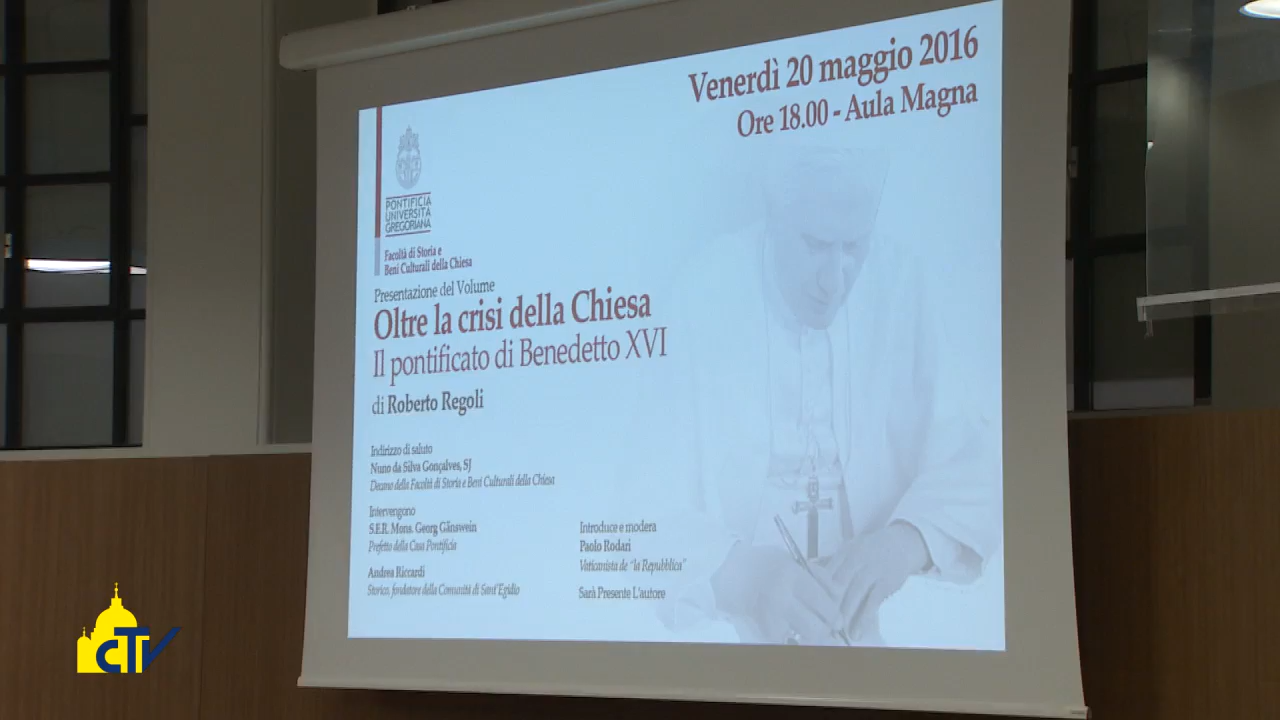 Venerdì 20 maggio 2016
Ore 18.00 - Aula Magna
PONTIFICIA
UNIVERSITÀ
GREGORIANA
Facoltà di Storia e
Beni Culturali della Chiesa
Presentazione del Volume
Oltre la crisi della Chiesa
Il pontificato di Benedetto XVI
di Roberto Regoli
Indirizzo di saluto
Nuno da Silva Gonçalves, SJ
Decano della Facoltà di Storia e Beni Culturali della Chiesa
Intervengono
S.E.R. Mons. Georg Gänswein
Prefetto della Casa Pontificia
Andrea Riccardi
Storico, fondatore della Comunità di Sant'Egidio
Introduce e modera
Paolo Rodari
Vaticanista de "la Repubblica"
Sarà Presente L'autore
CTV